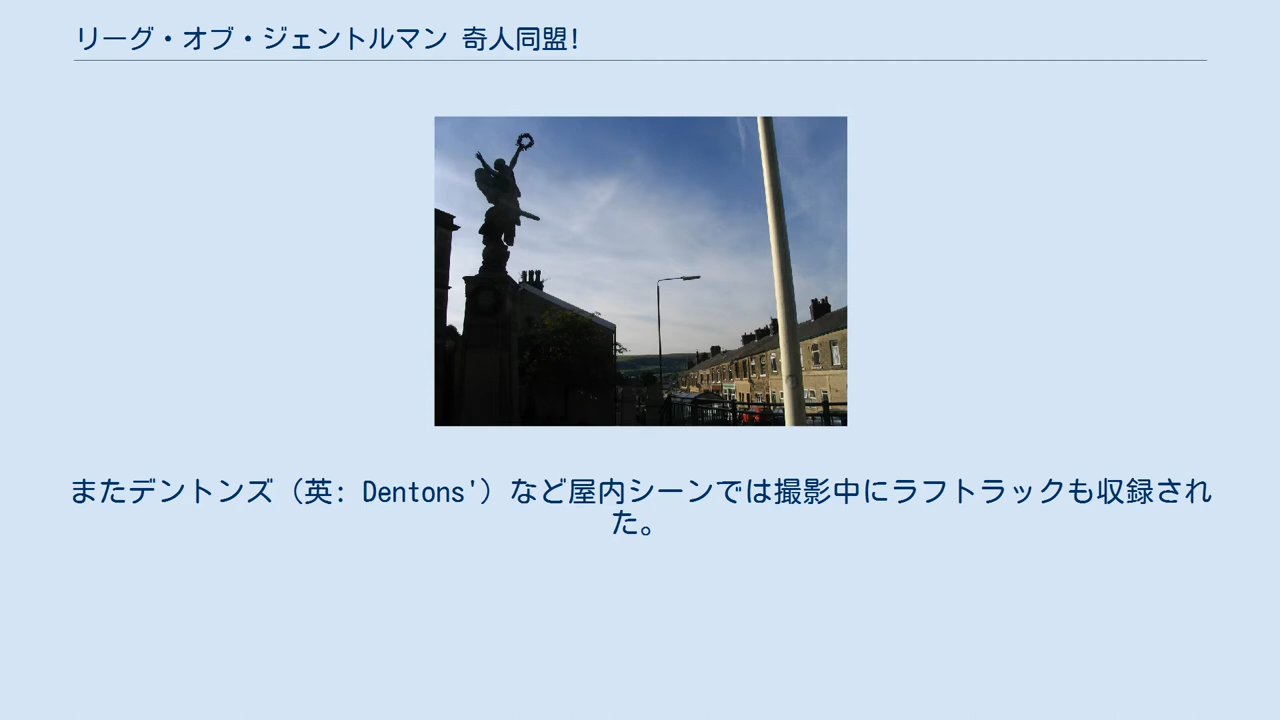 リーグ・オブ・ジェントルマン 奇人同盟!
またデントンズ（英: Dentons'）など屋内シーンでは撮影中にラフトラックも収録され
た。